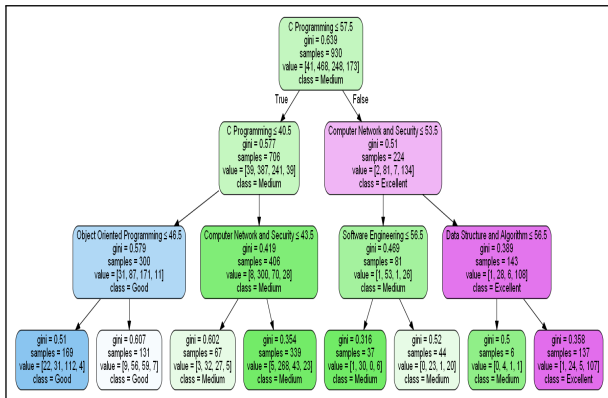 C Programming ≤ 57.5
gini = 0.639
samples = 930
value = [41, 468, 248, 173]
class = Medium
True
False
C Programming ≤ 40.5
gini = 0.577
samples = 706
value = [39, 387, 241, 39]
class = Medium
Computer Network and Security ≤ 53.5
gini = 0.51
samples = 224
value = [2, 81, 7, 134]
class = Excellent
Object Oriented Programming ≤ 46.5
gini = 0.579
samples = 300
value = [31, 87, 171, 11]
class = Good
Computer Network and Security ≤ 43.5
gini = 0.419
samples = 406
value = [8, 300, 70, 28]
class = Medium
Software Engineering ≤ 56.5
gini = 0.469
samples = 81
value = [1, 53, 1, 26]
class = Medium
Data Structure and Algorithm ≤ 56.5
gini = 0.389
samples = 143
value = [1, 28, 6, 108]
class = Excellent
gini = 0.51
samples = 169
value = [22, 31, 112, 4]
class = Good
gini = 0.607
samples = 131
value = [9, 56, 59, 7]
class = Good
gini = 0.602
samples = 67
value = [3, 32, 27, 5]
class = Medium
gini = 0.354
samples = 339
value = [5, 268, 43, 23]
class = Medium
gini = 0.316
samples = 37
value = [1, 30, 0, 6]
class = Medium
gini = 0.52
samples = 44
value = [0, 23, 1, 20]
class = Medium
gini = 0.5
samples = 6
value = [0, 4, 1, 1]
class = Medium
gini = 0.358
samples = 137
value = [1, 24, 5, 107]
class = Excellent